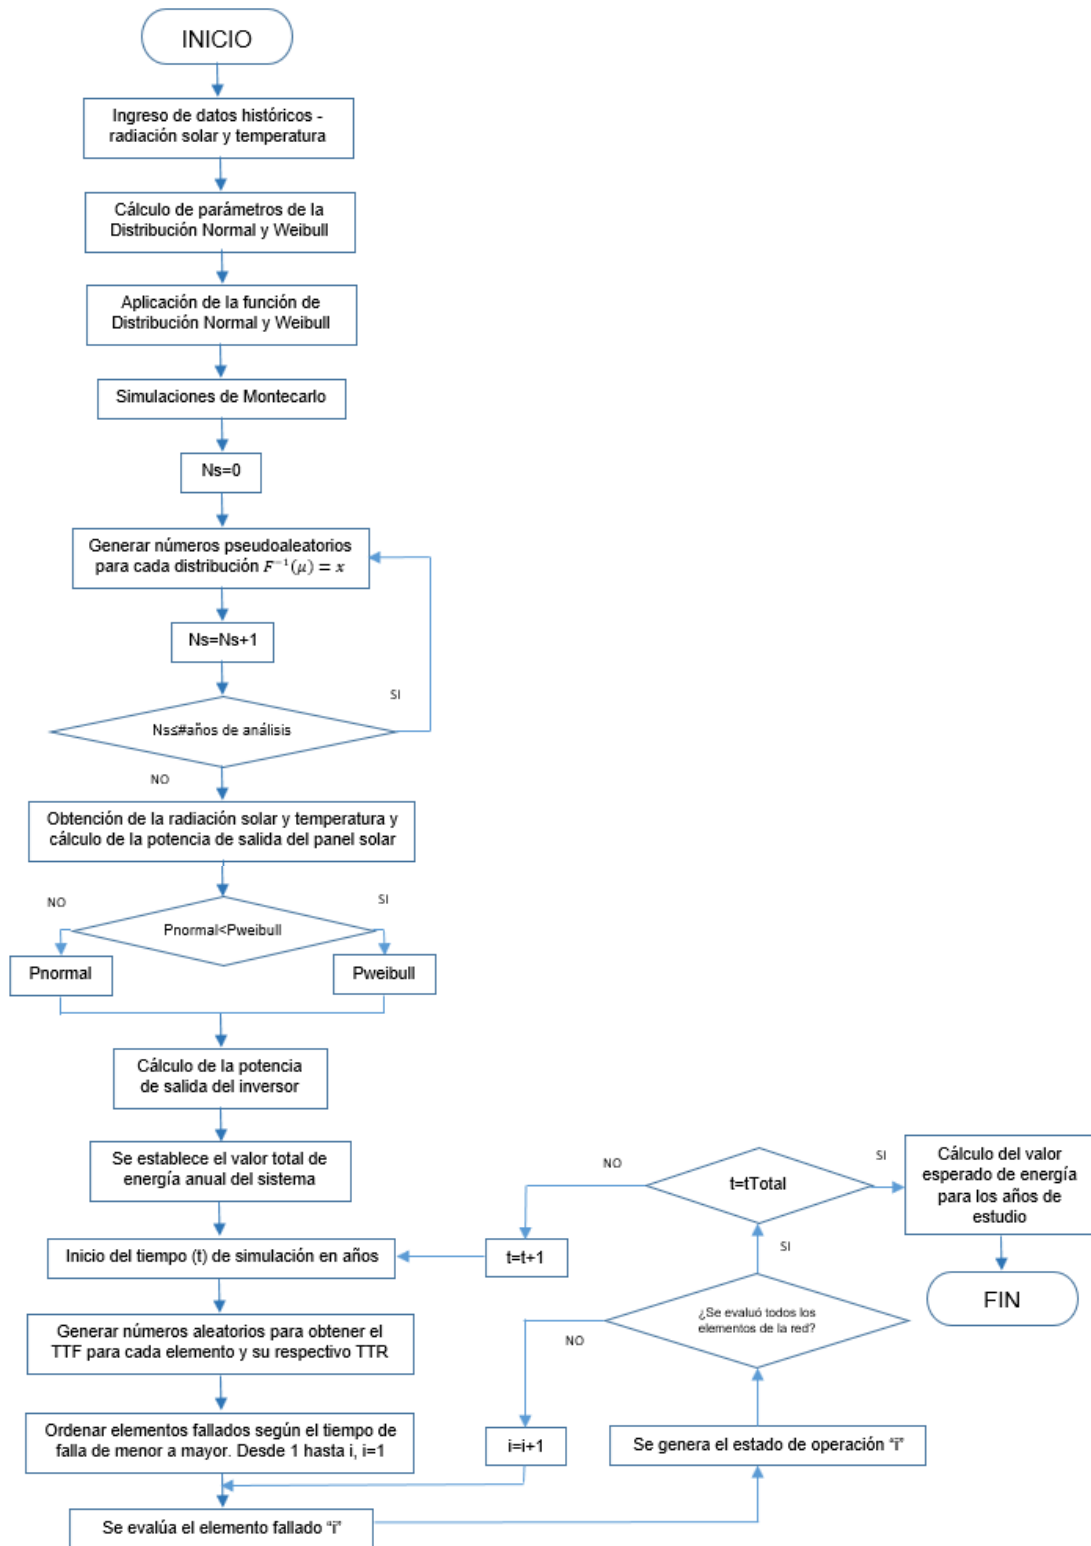 INICIO
Ingreso de datos históricos -
radiación solar y temperatura
Cálculo de parámetros de la
Distribución Normal y Weibull
Aplicación de la función de
Distribución Normal y Weibull
Simulaciones de Montecarlo
Ns=0
Generar números pseudoaleatorios
para cada distribución F⁻¹(μ) = x
Ns=Ns+1
SI
Ns≤#años de análisis
NO
Obtención de la radiación solar y temperatura y
cálculo de la potencia de salida del panel solar
NO
SI
Pnormal<Pweibull
Pnormal
Pweibull
Cálculo de la potencia
de salida del inversor
Se establece el valor total de
energía anual del sistema
Inicio del tiempo (t) de simulación en años
Generar números aleatorios para obtener el
TTF para cada elemento y su respectivo TTR
Ordenar elementos fallados según el tiempo de
falla de menor a mayor. Desde 1 hasta i, i=1
Se evalúa el elemento fallado “i”
Se genera el estado de operación “i”
¿Se evaluó todos los
elementos de la red?
NO
i=i+1
SI
t=tTotal
NO
t=t+1
SI
Cálculo del valor
esperado de energía
para los años de
estudio
FIN